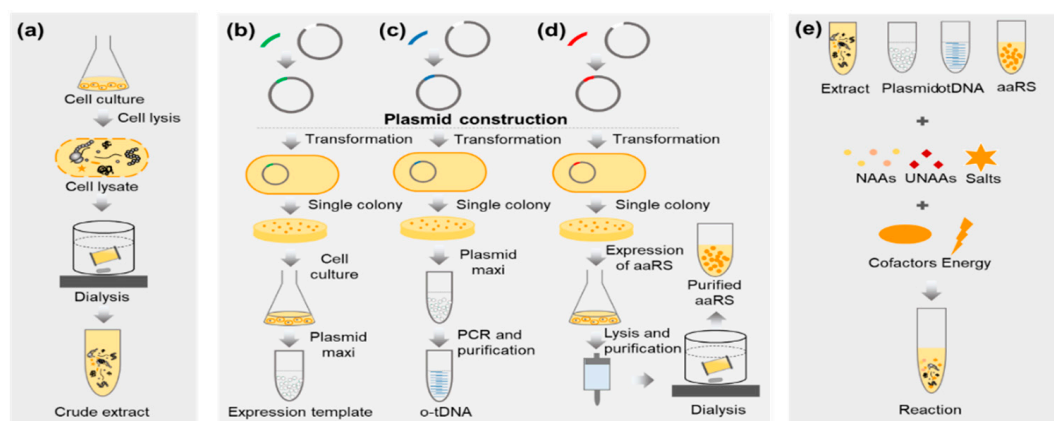 (a)
Cell culture
Cell lysis
Cell lysate
Dialysis
Crude extract
(b)
(c)
(d)
Plasmid construction
Transformation
Transformation
Transformation
Single colony
Single colony
Single colony
Cell
culture
Plasmid
maxi
Expression template
Plasmid
maxi
PCR and
purification
o-tDNA
Expression
of aaRS
Lysis and
purification
Dialysis
Purified
aaRS
(e)
Extract
PlasmidotDNA
aaRS
+
NAAs
UNAAs
Salts
+
Cofactors
Energy
Reaction